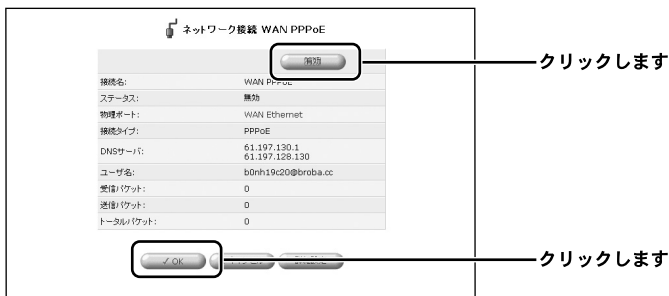 ネットワーク接続 WAN PPPoE
クリックします
接続名: WAN PPPoE
ステータス: 無効
物理ポート: WAN Ethernet
接続タイプ: PPPoE
DNSサーバ: 61.197.130.1
61.197.128.130
ユーザ名: b0nh19c20@broba.cc
受信パケット: 0
送信パケット: 0
トータルパケット: 0
✓ OK
クリックします